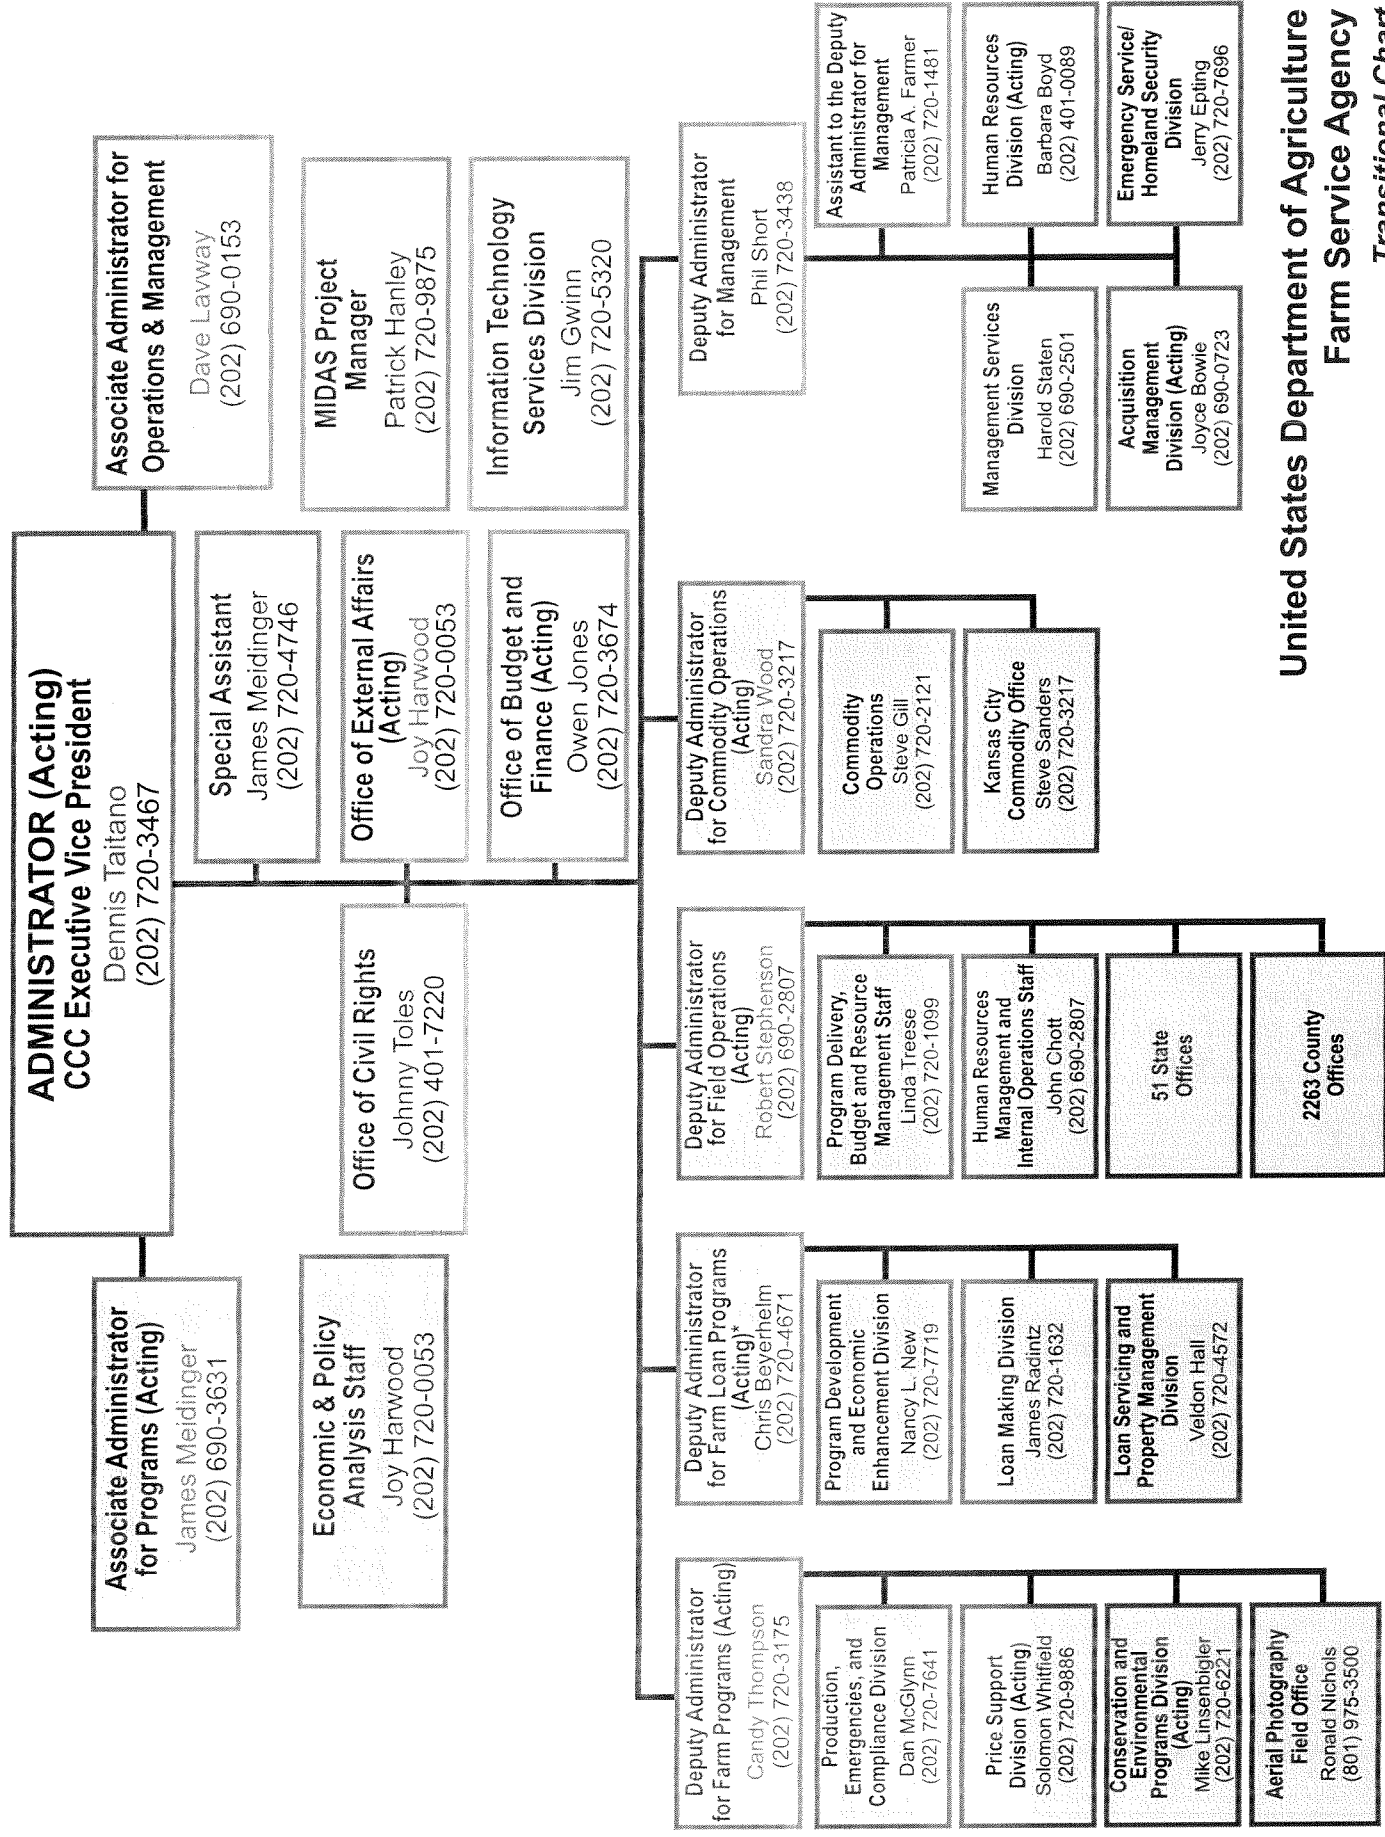 ADMINISTRATOR (Acting)
CCC Executive Vice President
Dennis Taitano
(202) 720-3467
Associate Administrator
for Programs (Acting)
James Meidinger
(202) 690-3631
Associate Administrator for
Operations & Management
Dave Lavway
(202) 690-0153
Special Assistant
James Meidinger
(202) 720-4746
Economic & Policy
Analysis Staff
Joy Harwood
(202) 720-0053
Office of Civil Rights
Johnny Toles
(202) 401-7220
Office of External Affairs
(Acting)
Joy Harwood
(202) 720-0053
MIDAS Project
Manager
Patrick Hanley
(202) 720-9875
Office of Budget and
Finance (Acting)
Owen Jones
(202) 720-3674
Information Technology
Services Division
Jim Gwinn
(202) 720-5320
Deputy Administrator
for Farm Programs (Acting)
Candy Thompson
(202) 720-3175
Production,
Emergencies, and
Compliance Division
Dan McGlynn
(202) 720-7641
Price Support
Division (Acting)
Solomon Whitfield
(202) 720-9886
Conservation and
Environmental
Programs Division
(Acting)
Mike Linsenbigler
(202) 720-6221
Aerial Photography
Field Office
Ronald Nichols
(801) 975-3500
Deputy Administrator
for Farm Loan Programs
(Acting)*
Chris Beyerhelm
(202) 720-4671
Program Development
and Economic
Enhancement Division
Nancy L. New
(202) 720-7719
Loan Making Division
James Radintz
(202) 720-1632
Loan Servicing and
Property Management
Division
Veldon Hall
(202) 720-4572
Deputy Administrator
for Field Operations
(Acting)
Robert Stephenson
(202) 690-2807
Program Delivery,
Budget and Resource
Management Staff
Linda Treese
(202) 720-1099
Human Resources
Management and
Internal Operations Staff
John Chott
(202) 690-2807
51 State
Offices
2263 County
Offices
Deputy Administrator
for Commodity Operations
(Acting)
Sandra Wood
(202) 720-3217
Commodity
Operations
Steve Gill
(202) 720-2121
Kansas City
Commodity Office
Steve Sanders
(202) 720-3217
Deputy Administrator
for Management
Phil Short
(202) 720-3438
Assistant to the Deputy
Administrator for
Management
Patricia A. Farmer
(202) 720-1481
Management Services
Division
Harold Staten
(202) 690-2501
Human Resources
Division (Acting)
Barbara Boyd
(202) 401-0089
Acquisition
Management
Division (Acting)
Joyce Bowie
(202) 690-0723
Emergency Service/
Homeland Security
Division
Jerry Epting
(202) 720-7696
United States Department of Agriculture
Farm Service Agency
Transitional Chart